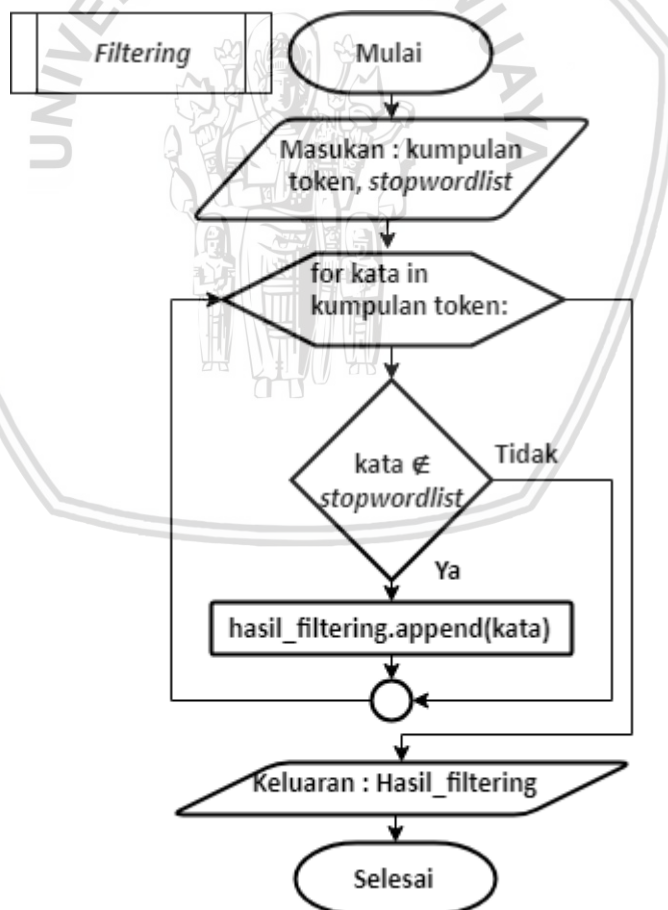 Filtering
Mulai
Masukan : kumpulan
token, stopwordlist
for kata in
kumpulan token:
kata ∉
stopwordlist
Tidak
Ya
hasil_filtering.append(kata)
Keluaran : Hasil_filtering
Selesai